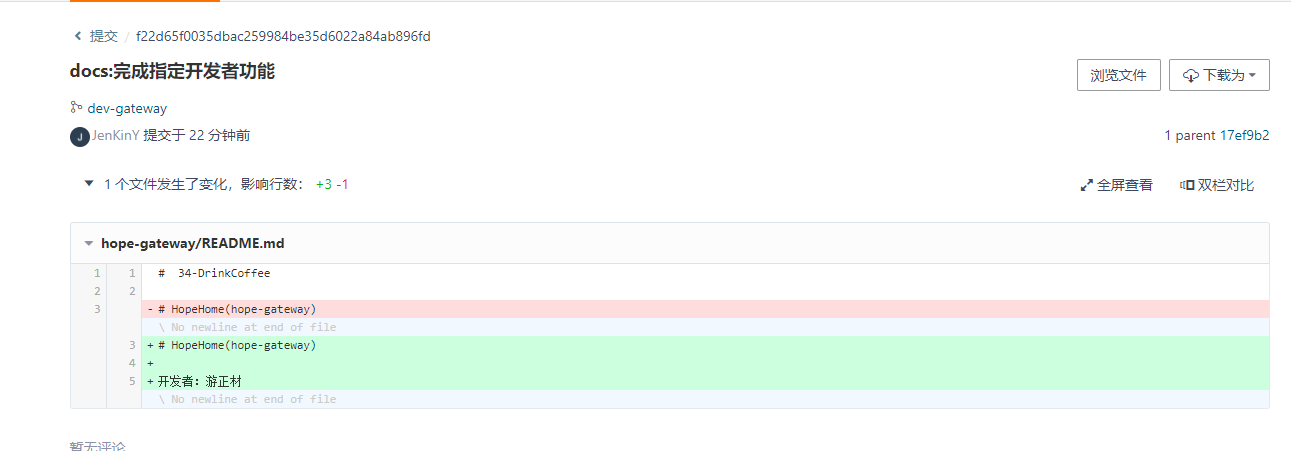 提交 / f22d65f0035dbac259984be35d6022a84ab896fd
docs:完成指定开发者功能
浏览文件
下载为
dev-gateway
J JenKinY 提交于 22 分钟前
1 parent 17ef9b2
1 个文件发生了变化，影响行数： +3 -1
全屏查看
双栏对比
hope-gateway/README.md
1 1 # 34-DrinkCoffee
2 2
3 - # HopeHome(hope-gateway)
\ No newline at end of file
3 + # HopeHome(hope-gateway)
4 +
5 + 开发者：游正材
\ No newline at end of file
暂无评论